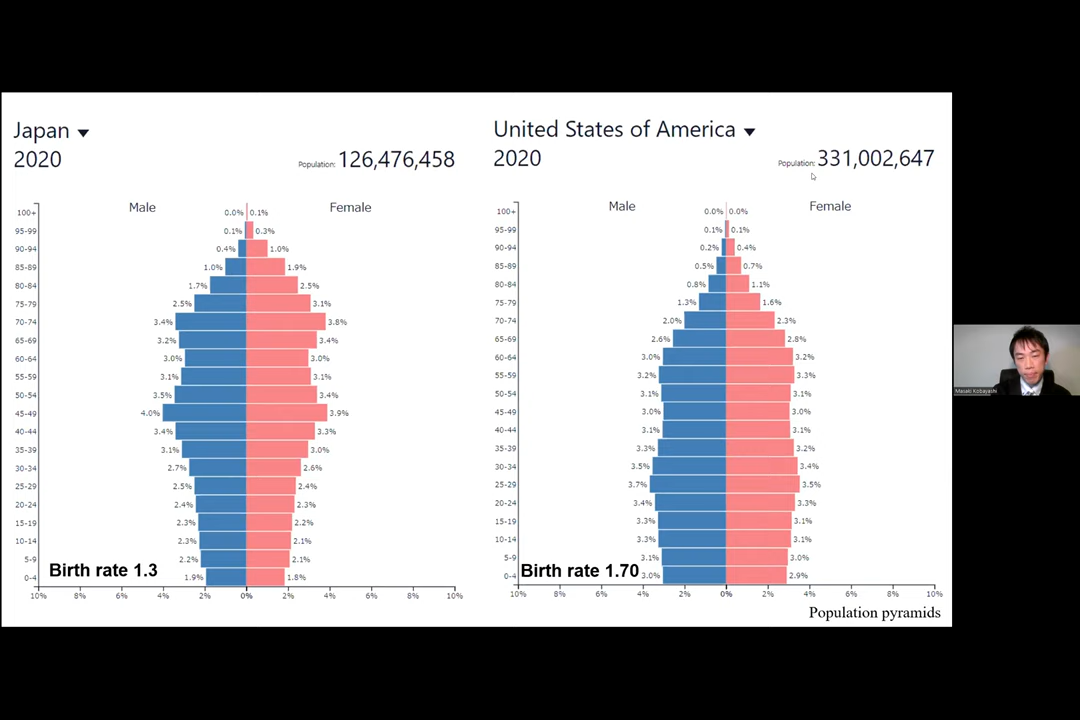 Japan
2020
Population: 126,476,458
Male
Female
100+ 0.0% 0.1%
95-99 0.1% 0.3%
90-94 0.4% 1.0%
85-89 1.0% 1.9%
80-84 1.7% 2.5%
75-79 2.5% 3.1%
70-74 3.4% 3.8%
65-69 3.2% 3.4%
60-64 3.0% 3.0%
55-59 3.1% 3.1%
50-54 3.5% 3.4%
45-49 4.0% 3.9%
40-44 3.4% 3.3%
35-39 3.1% 3.0%
30-34 2.7% 2.6%
25-29 2.5% 2.4%
20-24 2.4% 2.3%
15-19 2.3% 2.2%
10-14 2.3% 2.1%
5-9 2.2% 2.1%
Birth rate 1.3
0-4 1.9% 1.8%
10% 8% 6% 4% 2% 0% 2% 4% 6% 8% 10%
United States of America
2020
Population: 331,002,647
Male
Female
100+ 0.0% 0.0%
95-99 0.1% 0.1%
90-94 0.2% 0.4%
85-89 0.5% 0.7%
80-84 0.8% 1.1%
75-79 1.3% 1.6%
70-74 2.0% 2.3%
65-69 2.6% 2.8%
60-64 3.0% 3.2%
55-59 3.2% 3.3%
50-54 3.1% 3.1%
45-49 3.0% 3.0%
40-44 3.1% 3.1%
35-39 3.3% 3.2%
30-34 3.5% 3.4%
25-29 3.7% 3.5%
20-24 3.4% 3.3%
15-19 3.3% 3.1%
10-14 3.3% 3.1%
5-9 3.1% 3.0%
Birth rate 1.70
0-4 3.0% 2.9%
10% 8% 6% 4% 2% 0% 2% 4% 6% 8% 10%
Population pyramids
Masaki Kobayashi